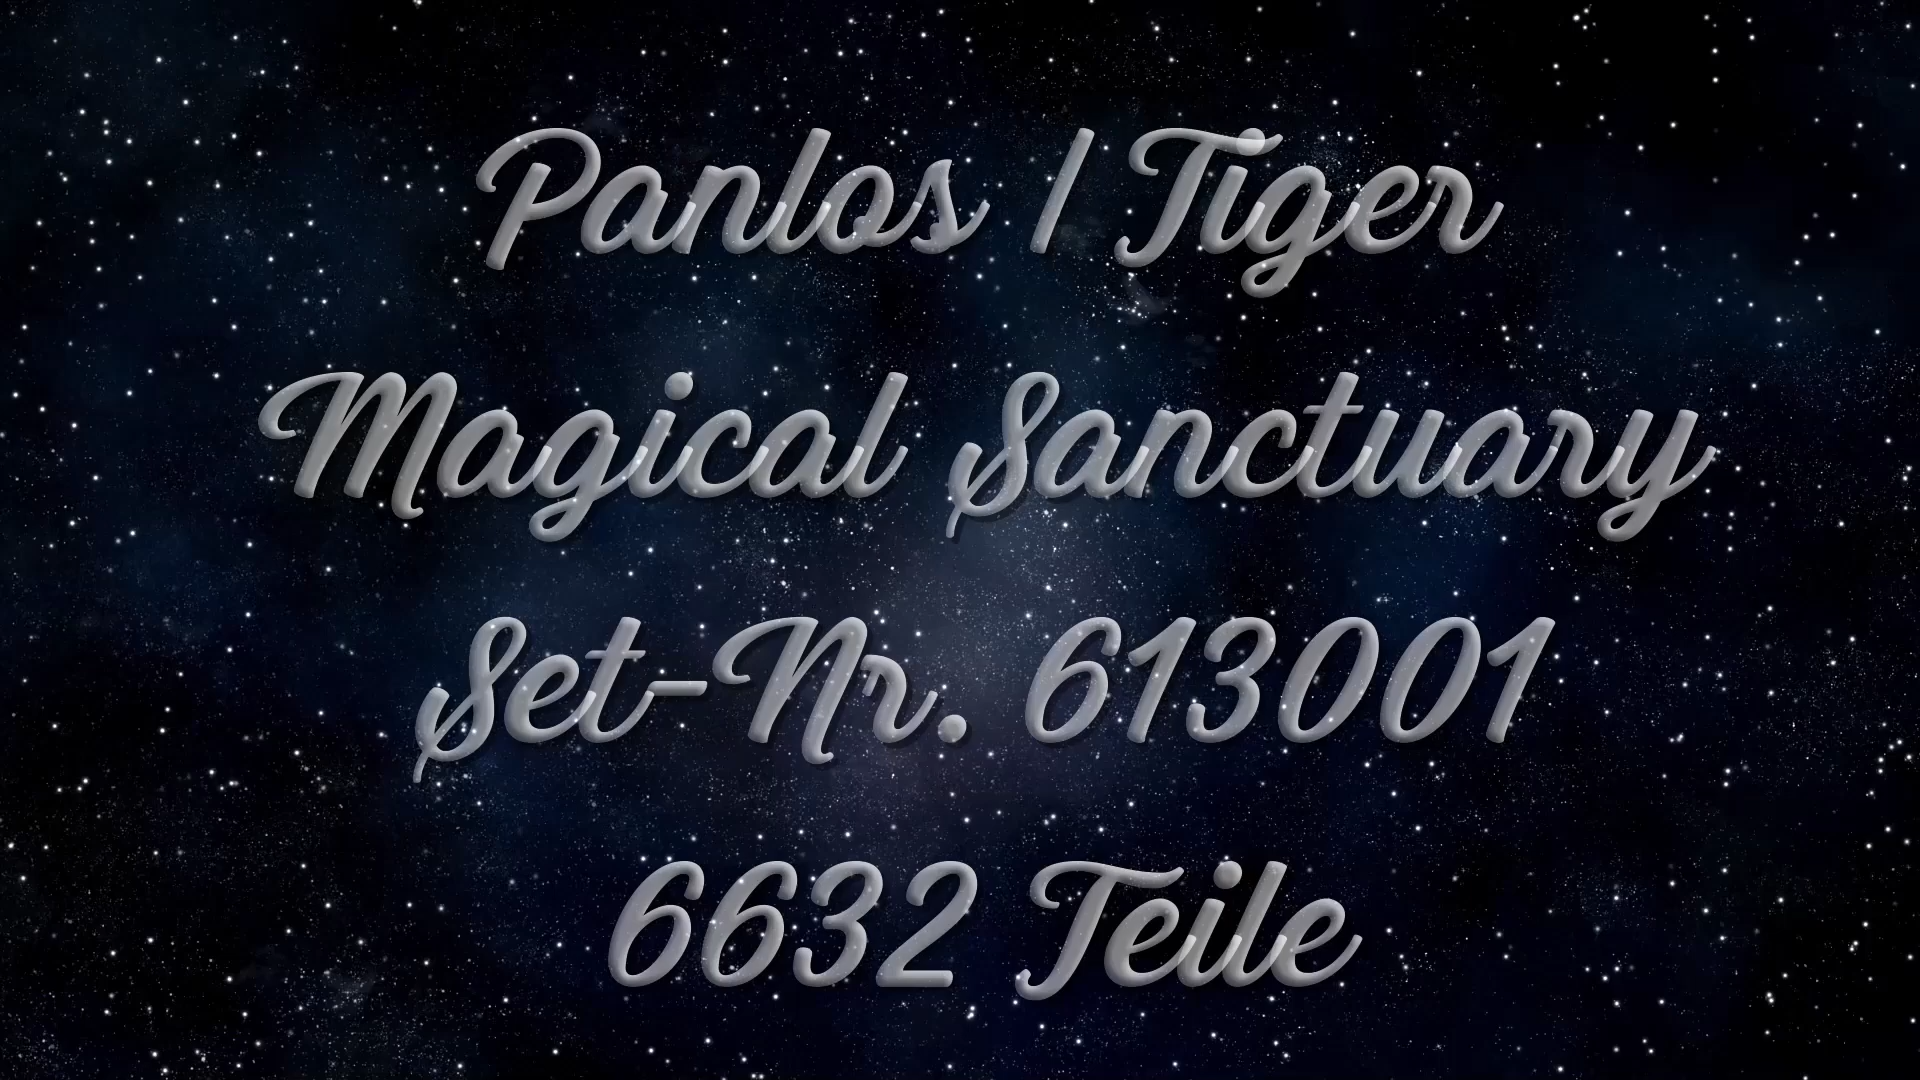 Panlos / Tiger
Magical Sanctuary
Set-Nr. 613001
6632 Teile